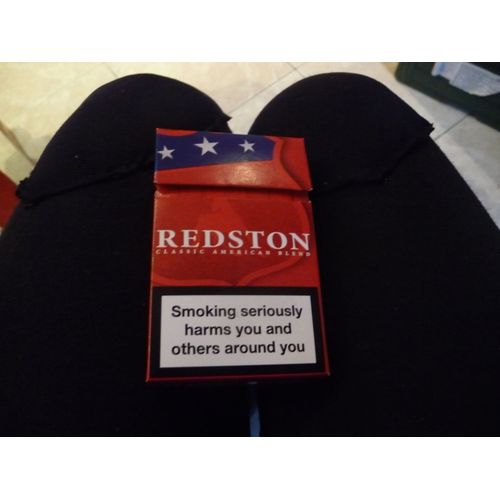 REDSTON
CLASSIC AMERICAN BLEND
Smoking seriously
harms you and
others around you